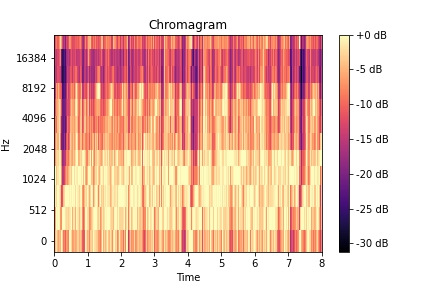 Chromagram
Hz
16384
8192
4096
2048
1024
512
0
0 1 2 3 4 5 6 7 8
Time
+0 dB
-5 dB
-10 dB
-15 dB
-20 dB
-25 dB
-30 dB